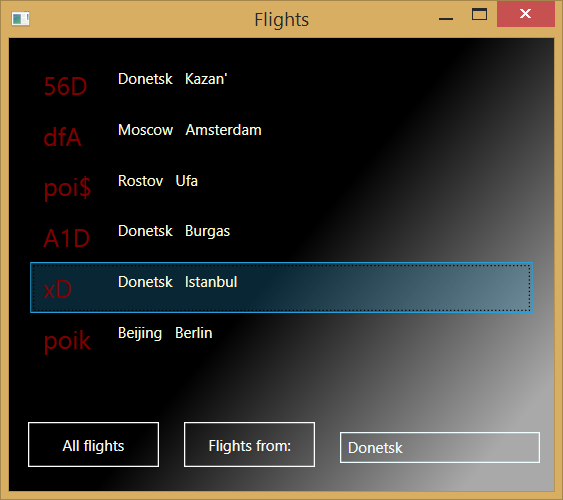 Flights
56D Donetsk Kazan'
dfA Moscow Amsterdam
poi$ Rostov Ufa
A1D Donetsk Burgas
xD Donetsk Istanbul
poik Beijing Berlin
All flights Flights from: Donetsk